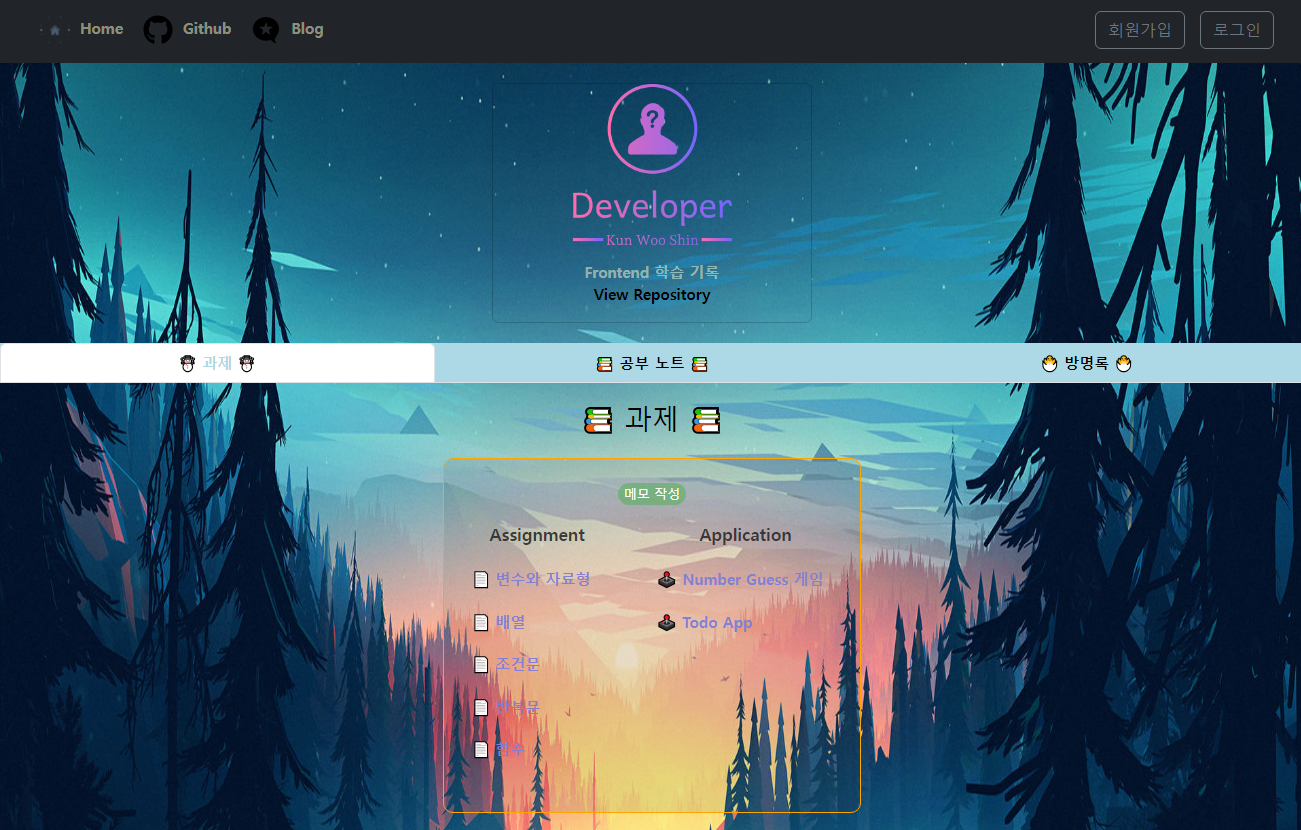 Home Github Blog 회원가입 로그인
?
Developer
Kun Woo Shin
Frontend 학습 기록
View Repository
과제 공부 노트 방명록
과제
메모 작성
Assignment Application
변수와 자료형 Number Guess 게임
배열 Todo App
조건문
반복문
함수